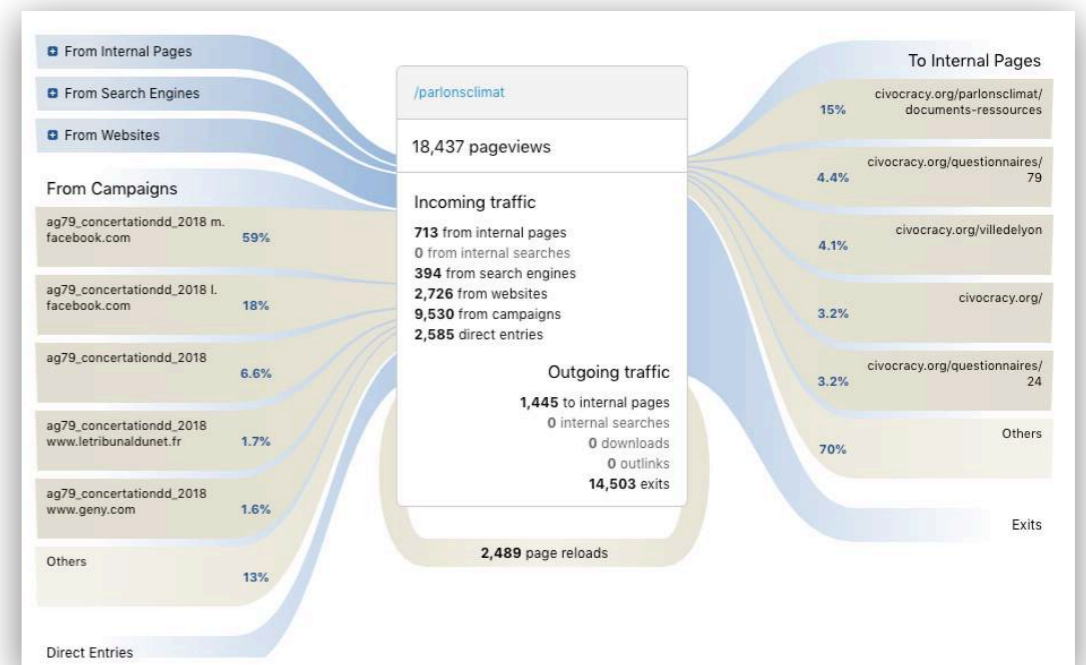 From Internal Pages
From Search Engines
From Websites
From Campaigns
ag79_concertationdd_2018 m.
facebook.com
59%
ag79_concertationdd_2018 l.
facebook.com
18%
ag79_concertationdd_2018
6.6%
ag79_concertationdd_2018
www.letribunaldunet.fr
1.7%
ag79_concertationdd_2018
www.geny.com
1.6%
Others
13%
Direct Entries
/parlonsclimat
18,437 pageviews
Incoming traffic
713 from internal pages
0 from internal searches
394 from search engines
2,726 from websites
9,530 from campaigns
2,585 direct entries
Outgoing traffic
1,445 to internal pages
0 internal searches
0 downloads
0 outlinks
14,503 exits
2,489 page reloads
To Internal Pages
civocracy.org/parlonsclimat/
documents-ressources
15%
civocracy.org/questionnaires/
79
4.4%
civocracy.org/villedelyon
4.1%
civocracy.org/
3.2%
civocracy.org/questionnaires/
24
3.2%
Others
70%
Exits